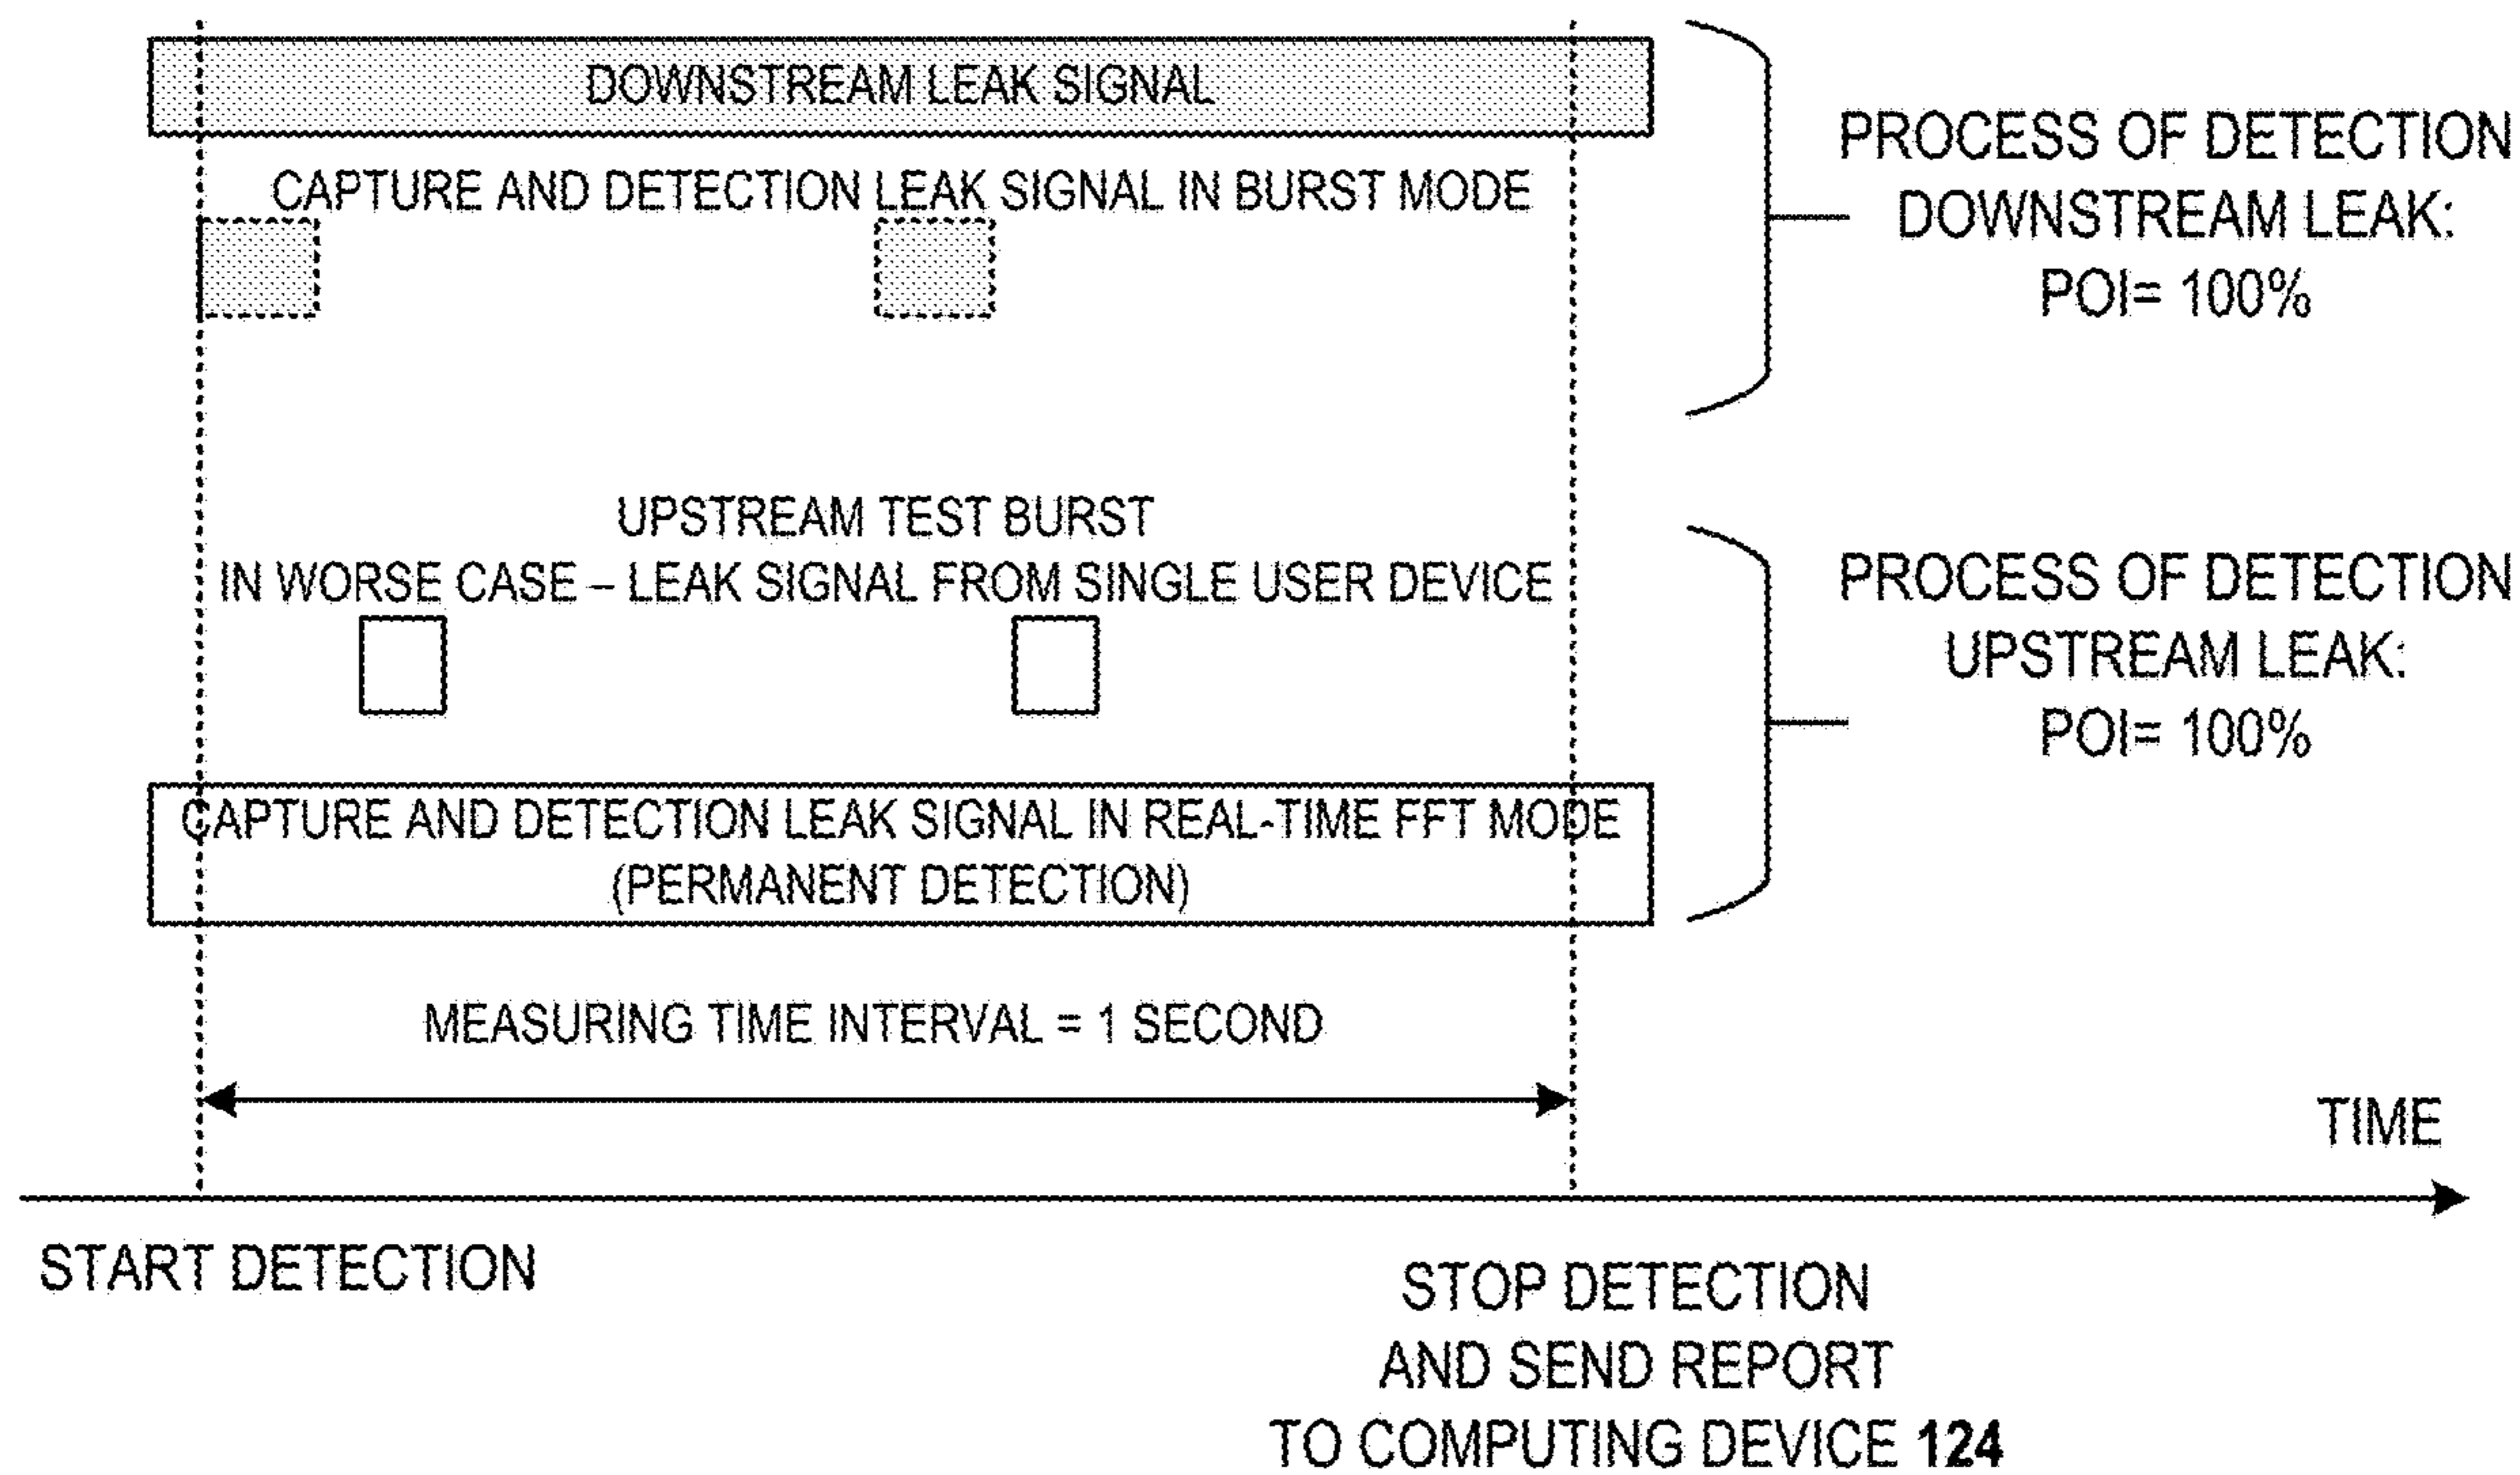 DOWNSTREAM LEAK SIGNAL
CAPTURE AND DETECTION LEAK SIGNAL IN BURST MODE
PROCESS OF DETECTION
DOWNSTREAM LEAK:
POI= 100%
UPSTREAM TEST BURST
IN WORSE CASE – LEAK SIGNAL FROM SINGLE USER DEVICE
PROCESS OF DETECTION
UPSTREAM LEAK:
POI= 100%
CAPTURE AND DETECTION LEAK SIGNAL IN REAL-TIME FFT MODE
(PERMANENT DETECTION)
MEASURING TIME INTERVAL = 1 SECOND
TIME
START DETECTION
STOP DETECTION
AND SEND REPORT
TO COMPUTING DEVICE 124